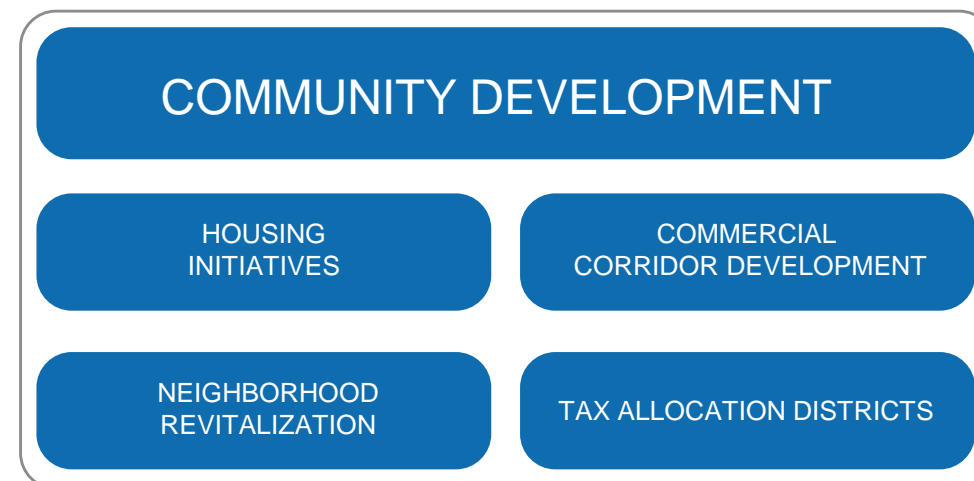 COMMUNITY DEVELOPMENT
HOUSING
INITIATIVES
COMMERCIAL
CORRIDOR DEVELOPMENT
NEIGHBORHOOD
REVITALIZATION
TAX ALLOCATION DISTRICTS